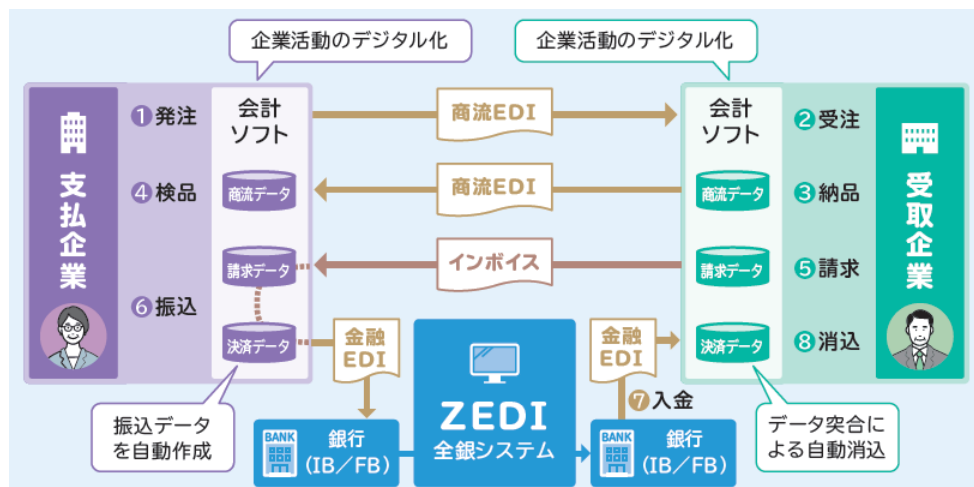 企業活動のデジタル化
企業活動のデジタル化
支払企業
❶発注
会計
ソフト
商流EDI
会計
ソフト
❷受注
受取企業
❹検品
商流データ
商流EDI
商流データ
❸納品
請求データ
インボイス
請求データ
❺請求
❻振込
決済データ
金融
EDI
金融
EDI
決済データ
❽消込
ZEDI
全銀システム
❼入金
振込データ
を自動作成
BANK
銀行
(IB/FB)
BANK
銀行
(IB/FB)
データ突合に
よる自動消込